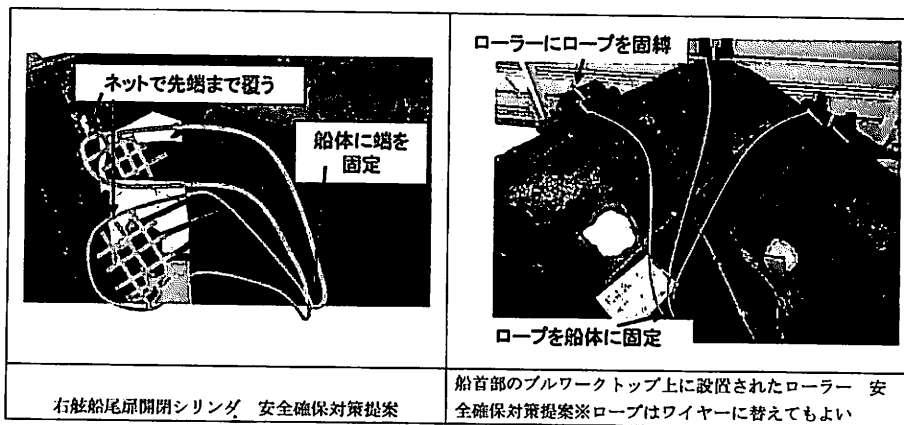 ネットで先端まで覆う
船体に端を
固定
ローラーにロープを固縛
ロープを船体に固定
右舷船尾扉開閉シリンダ 安全確保対策提案
船首部のブルワークトップ上に設置されたローラー 安
全確保対策提案※ロープはワイヤーに替えてもよい